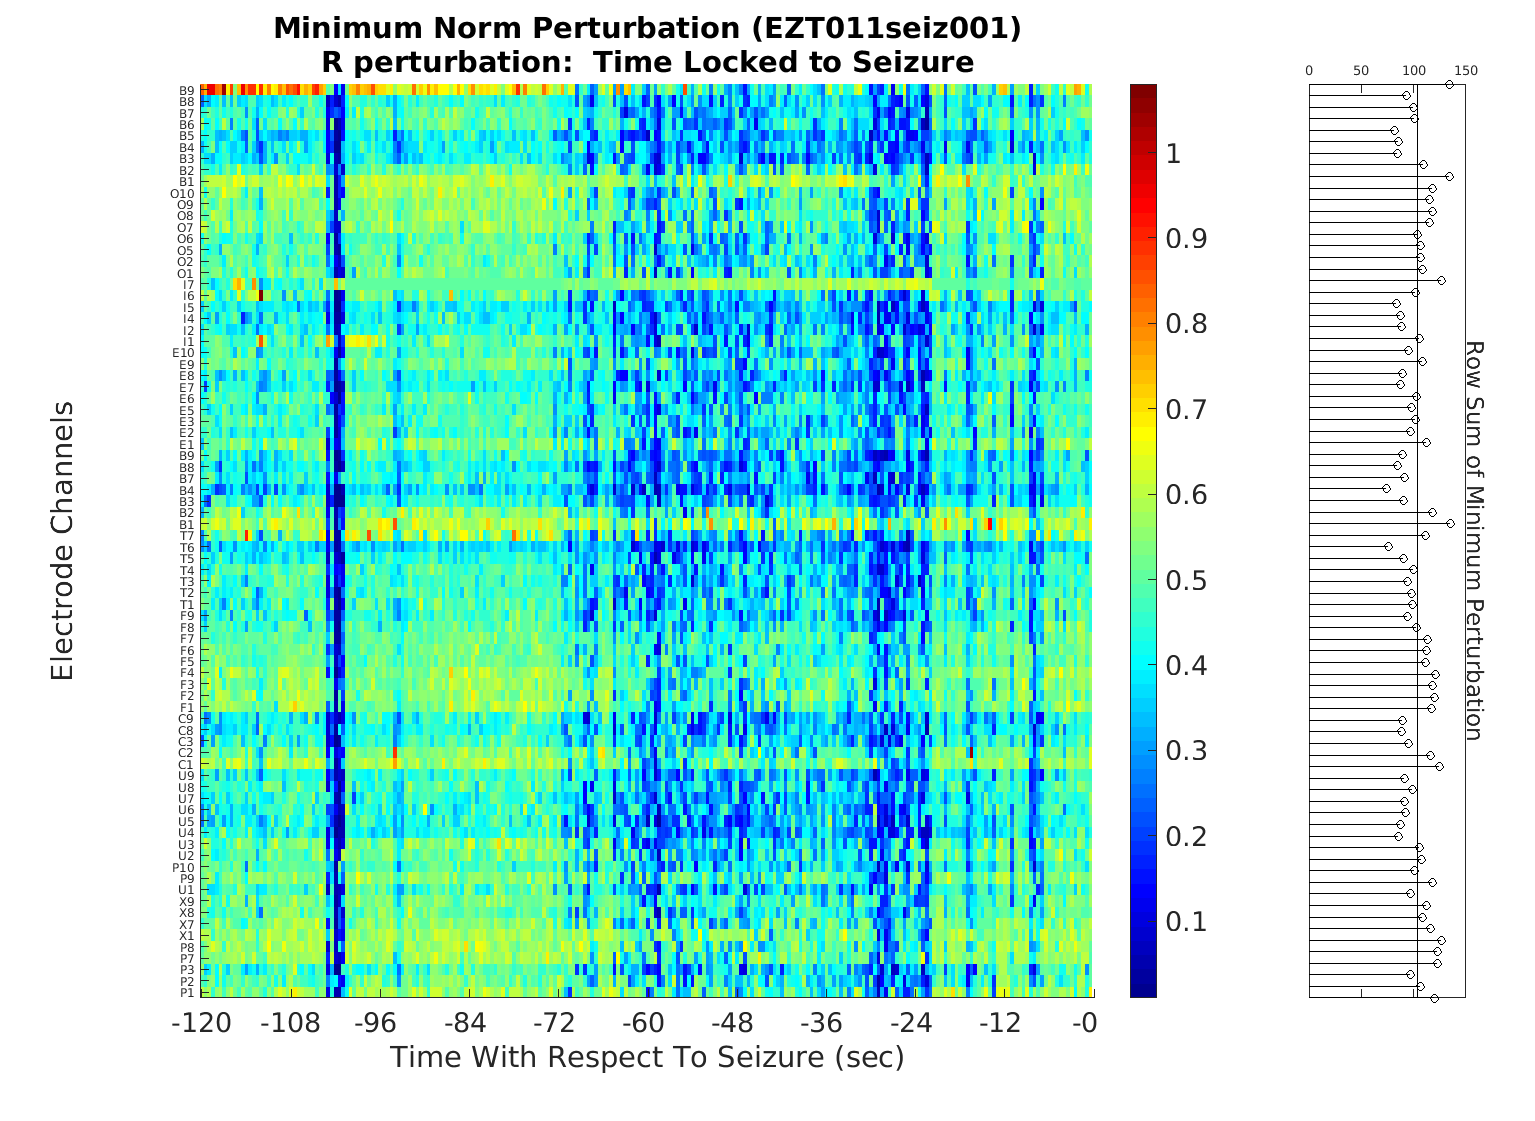 Minimum Norm Perturbation (EZT011seiz001)
R perturbation:  Time Locked to Seizure
Electrode Channels
B9
B8
B7
B6
B5
B4
B3
B2
B1
O10
O9
O8
O7
O6
O5
O2
O1
I7
I6
I5
I4
I2
I1
E10
E9
E8
E7
E6
E5
E3
E2
E1
B9
B8
B7
B4
B3
B2
B1
T7
T6
T5
T4
T3
T2
T1
F9
F8
F7
F6
F5
F4
F3
F2
F1
C9
C8
C3
C2
C1
U9
U8
U7
U6
U5
U4
U3
U2
P10
P9
U1
X9
X8
X7
X1
P8
P7
P3
P2
P1
-120 -108 -96 -84 -72 -60 -48 -36 -24 -12 -0
Time With Respect To Seizure (sec)
1
0.9
0.8
0.7
0.6
0.5
0.4
0.3
0.2
0.1
0 50 100 150
Row Sum of Minimum Perturbation